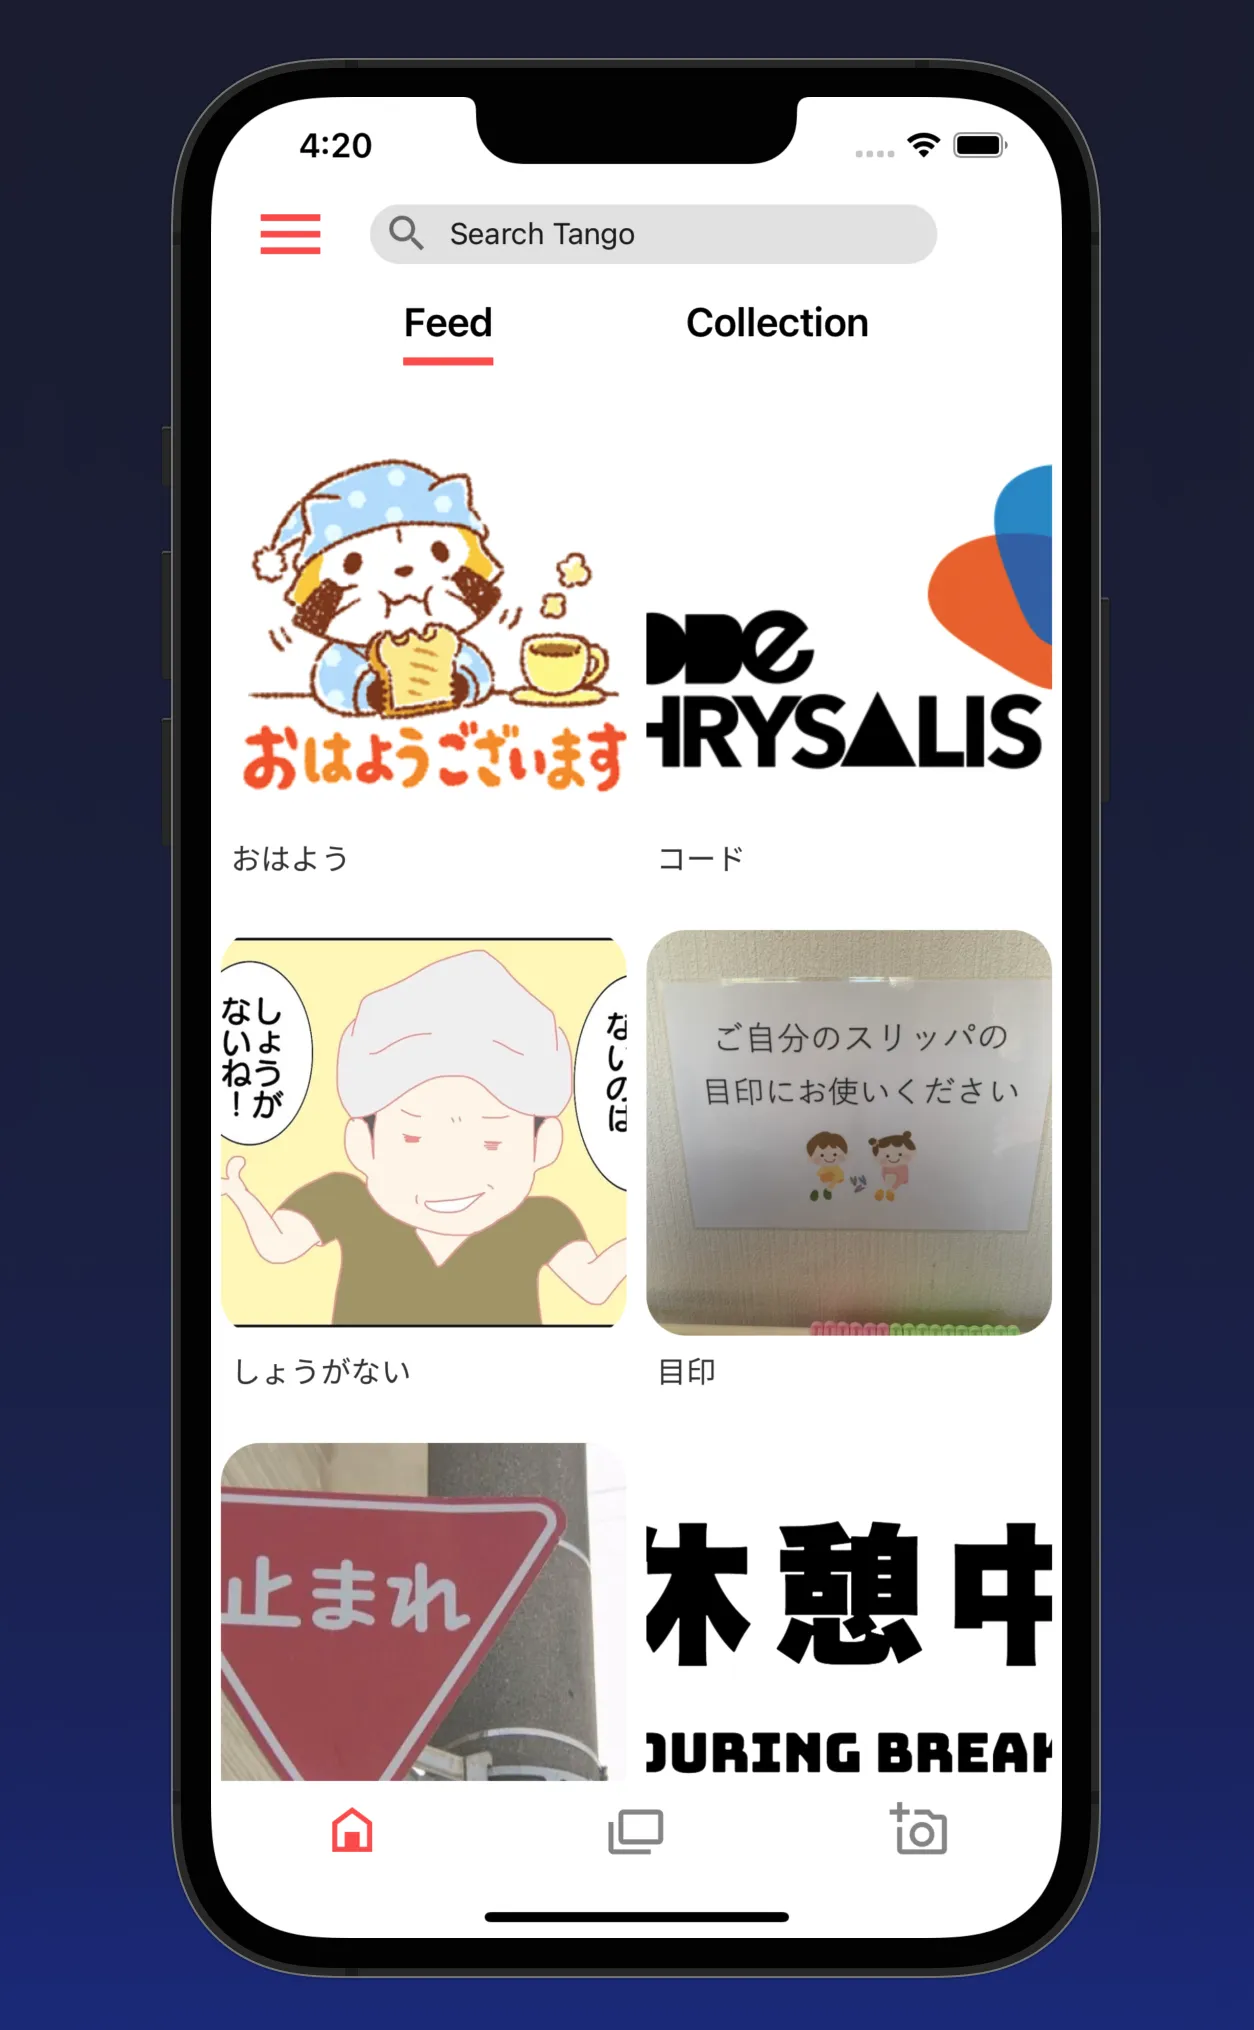 4:20
Search Tango
Feed
Collection
おはようございます
DDe
HRYSALIS
おはよう
コード
しょうが
ないね！
ないのは
ご自分のスリッパの
目印にお使いください
しょうがない
目印
止まれ
休憩中
DURING BREAK